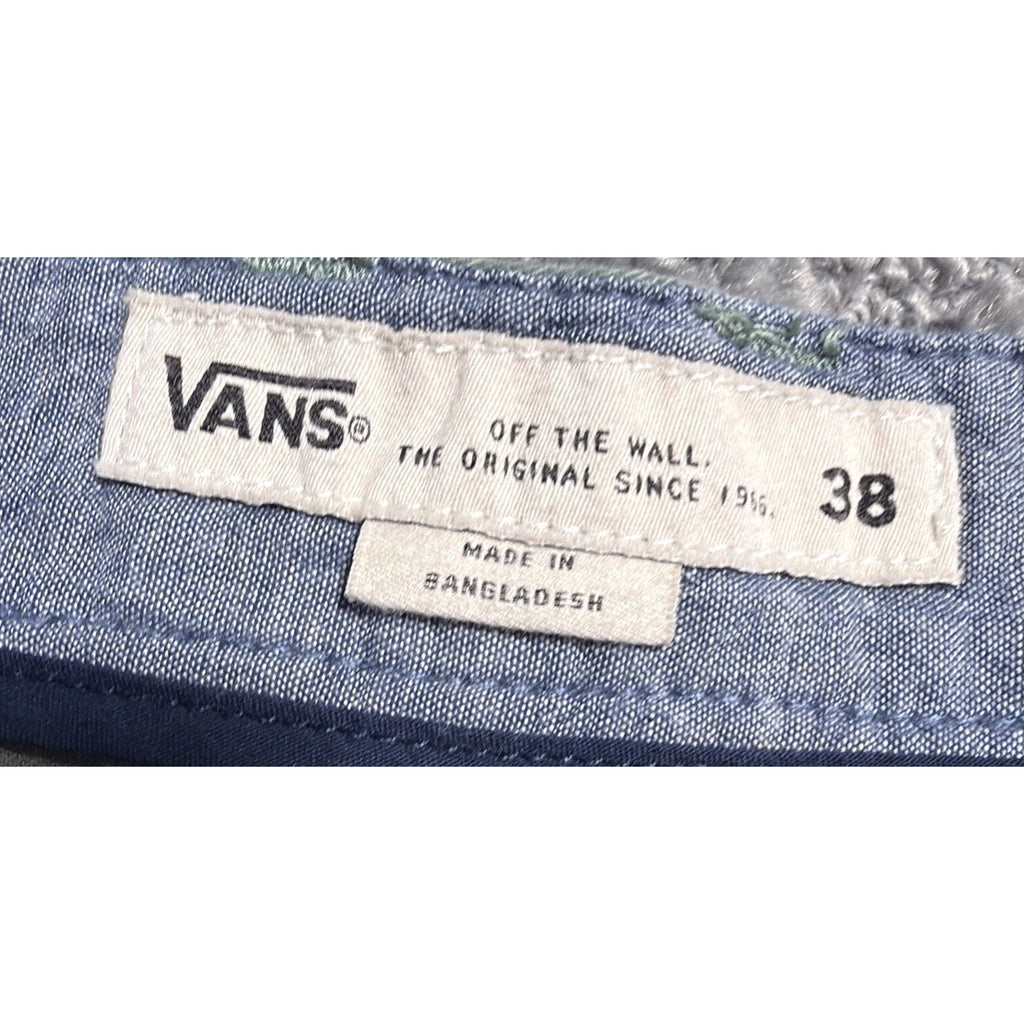 VANS®
OFF THE WALL.
THE ORIGINAL SINCE 1966.
38
MADE IN
BANGLADESH